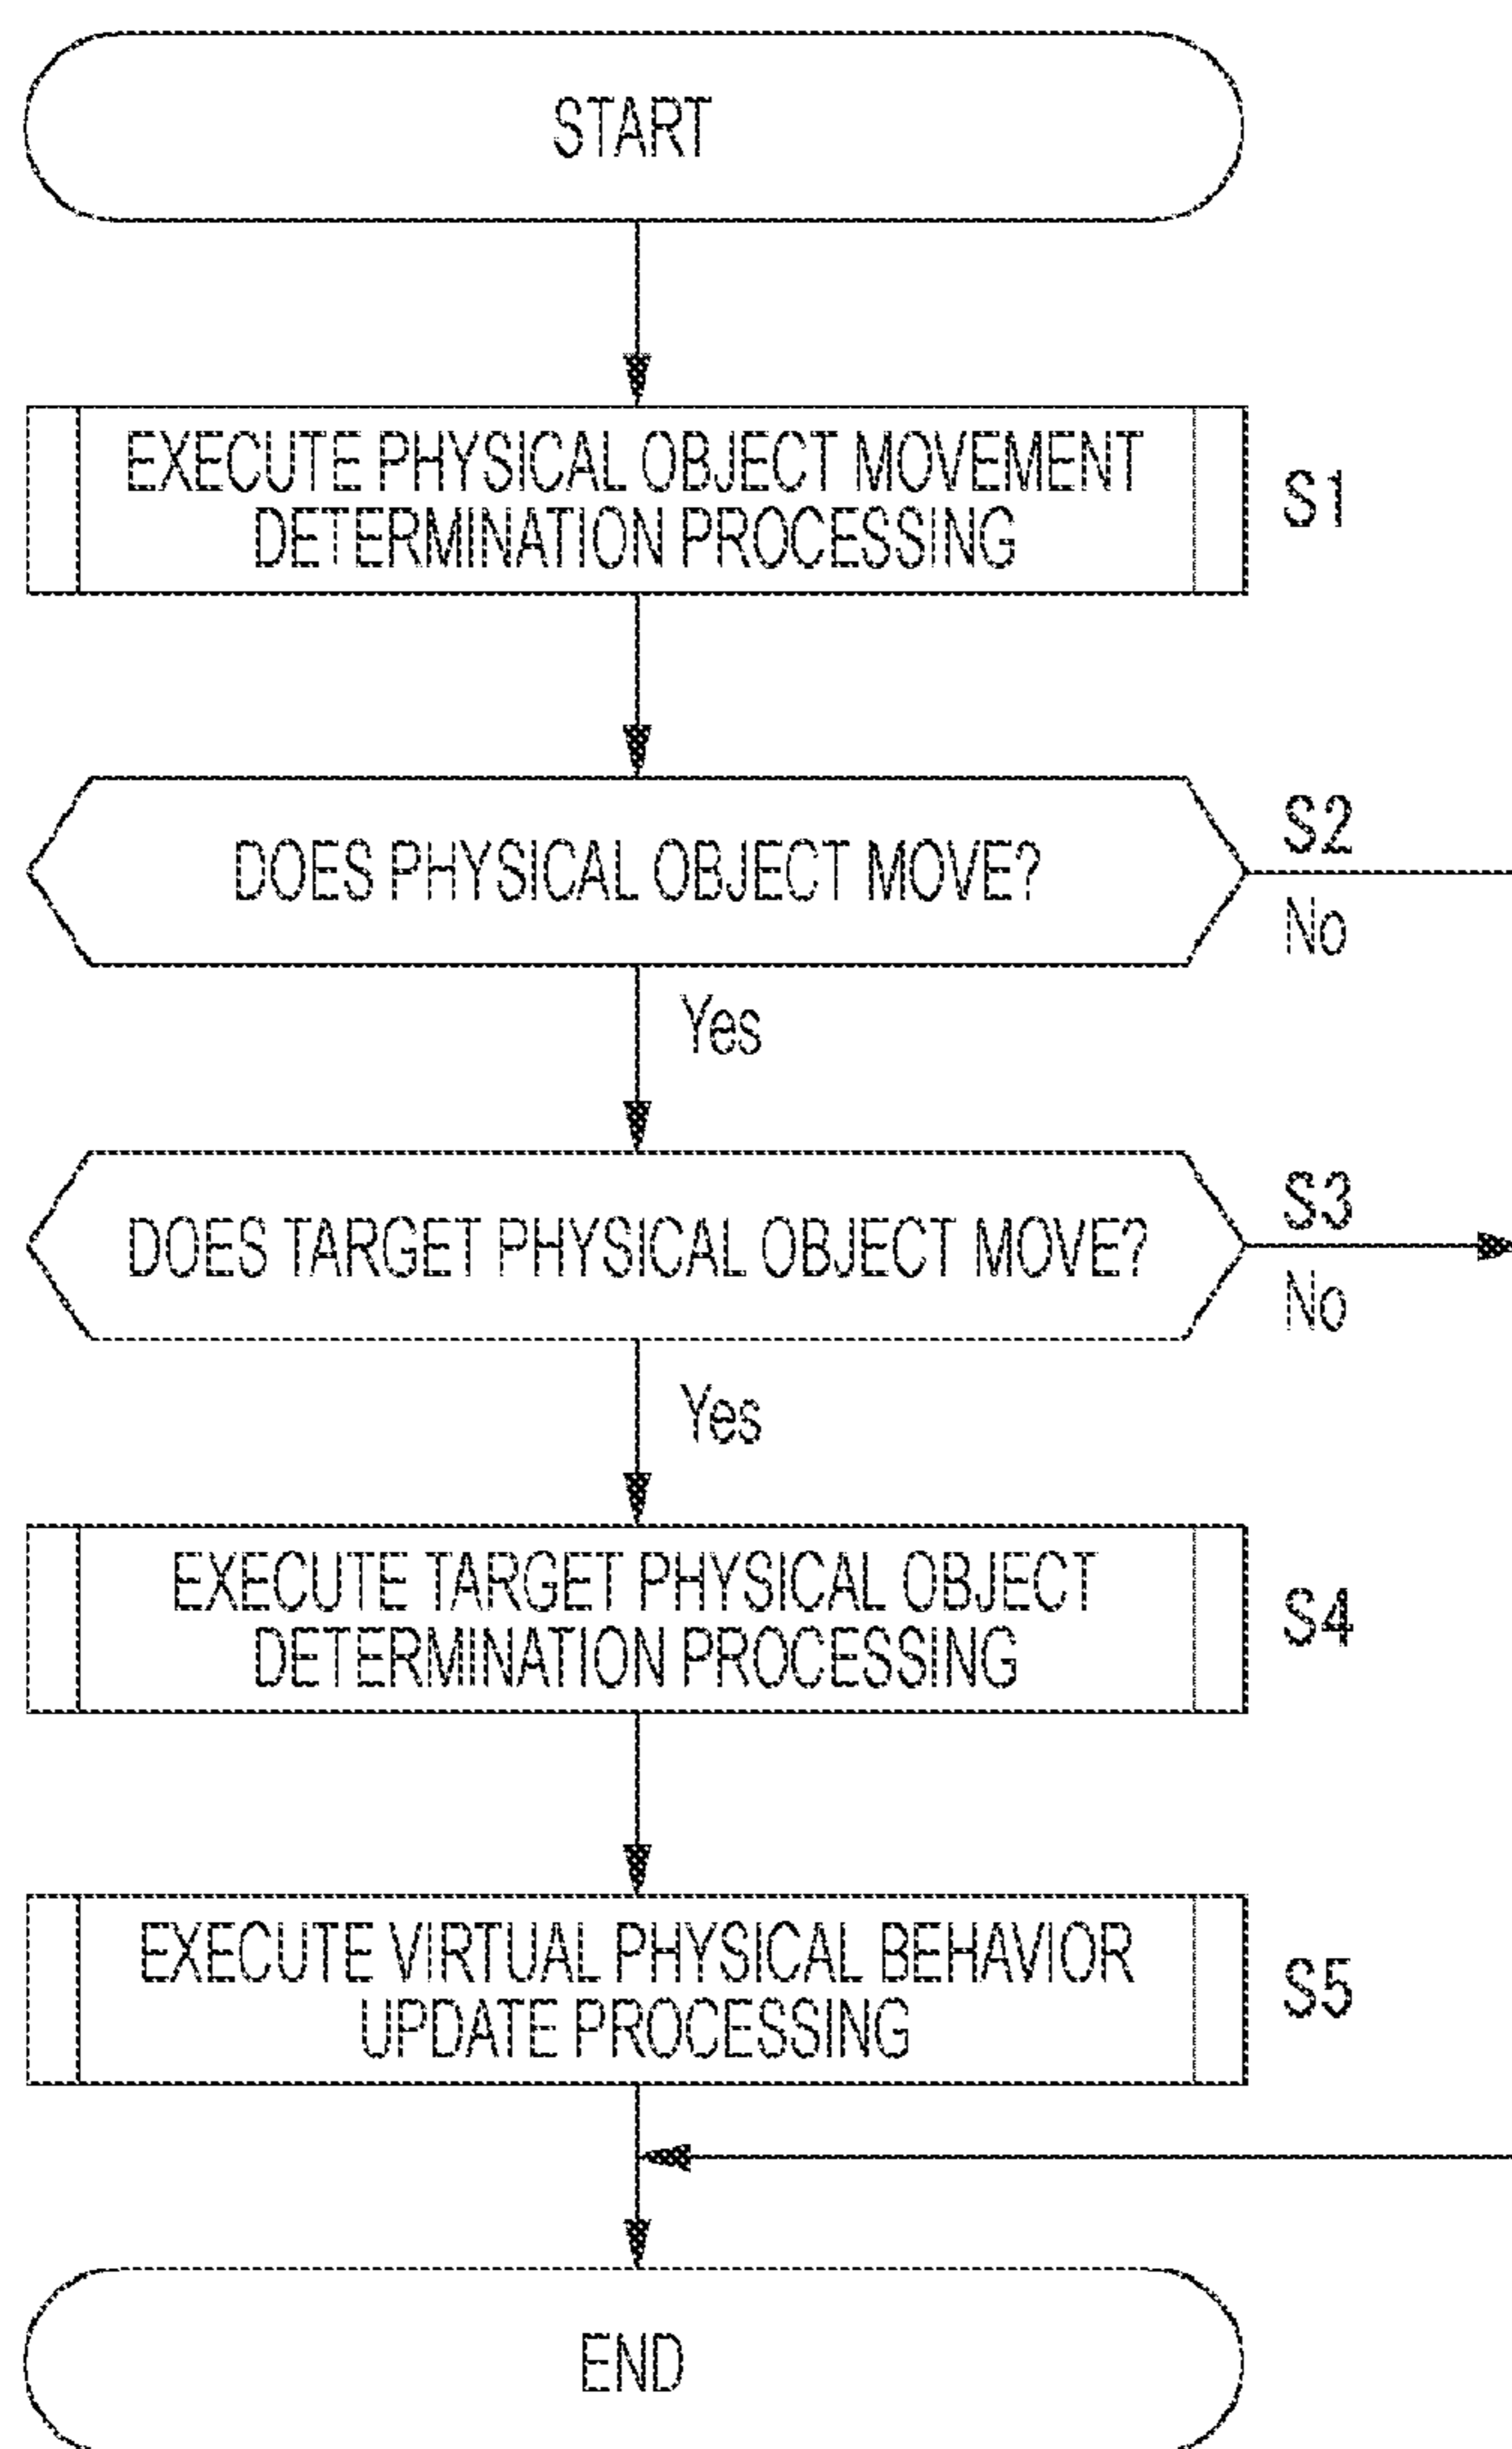 START
EXECUTE PHYSICAL OBJECT MOVEMENT
DETERMINATION PROCESSING
S1
DOES PHYSICAL OBJECT MOVE?
S2
No
Yes
DOES TARGET PHYSICAL OBJECT MOVE?
S3
No
Yes
EXECUTE TARGET PHYSICAL OBJECT
DETERMINATION PROCESSING
S4
EXECUTE VIRTUAL PHYSICAL BEHAVIOR
UPDATE PROCESSING
S5
END